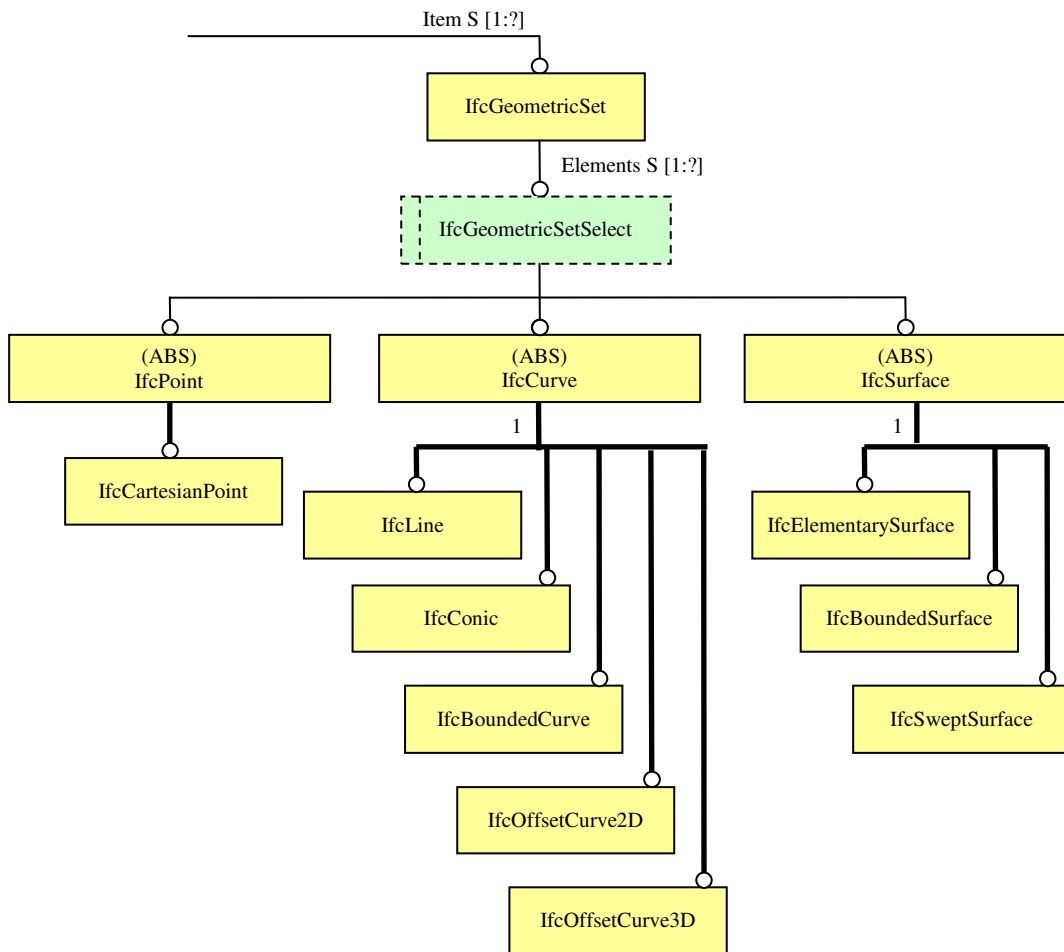 Item S [1:?]
IfcGeometricSet
Elements S [1:?]
IfcGeometricSetSelect
(ABS)
IfcPoint
(ABS)
IfcCurve
(ABS)
IfcSurface
1
1
IfcCartesianPoint
IfcLine
IfcElementarySurface
IfcConic
IfcBoundedSurface
IfcBoundedCurve
IfcSweptSurface
IfcOffsetCurve2D
IfcOffsetCurve3D